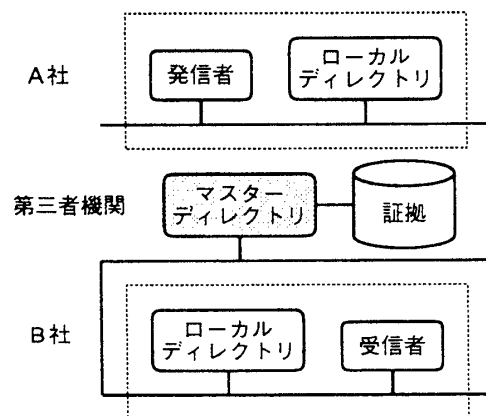 A社
発信者
ローカル
ディレクトリ
第三者機関
マスター
ディレクトリ
証拠
B社
ローカル
ディレクトリ
受信者